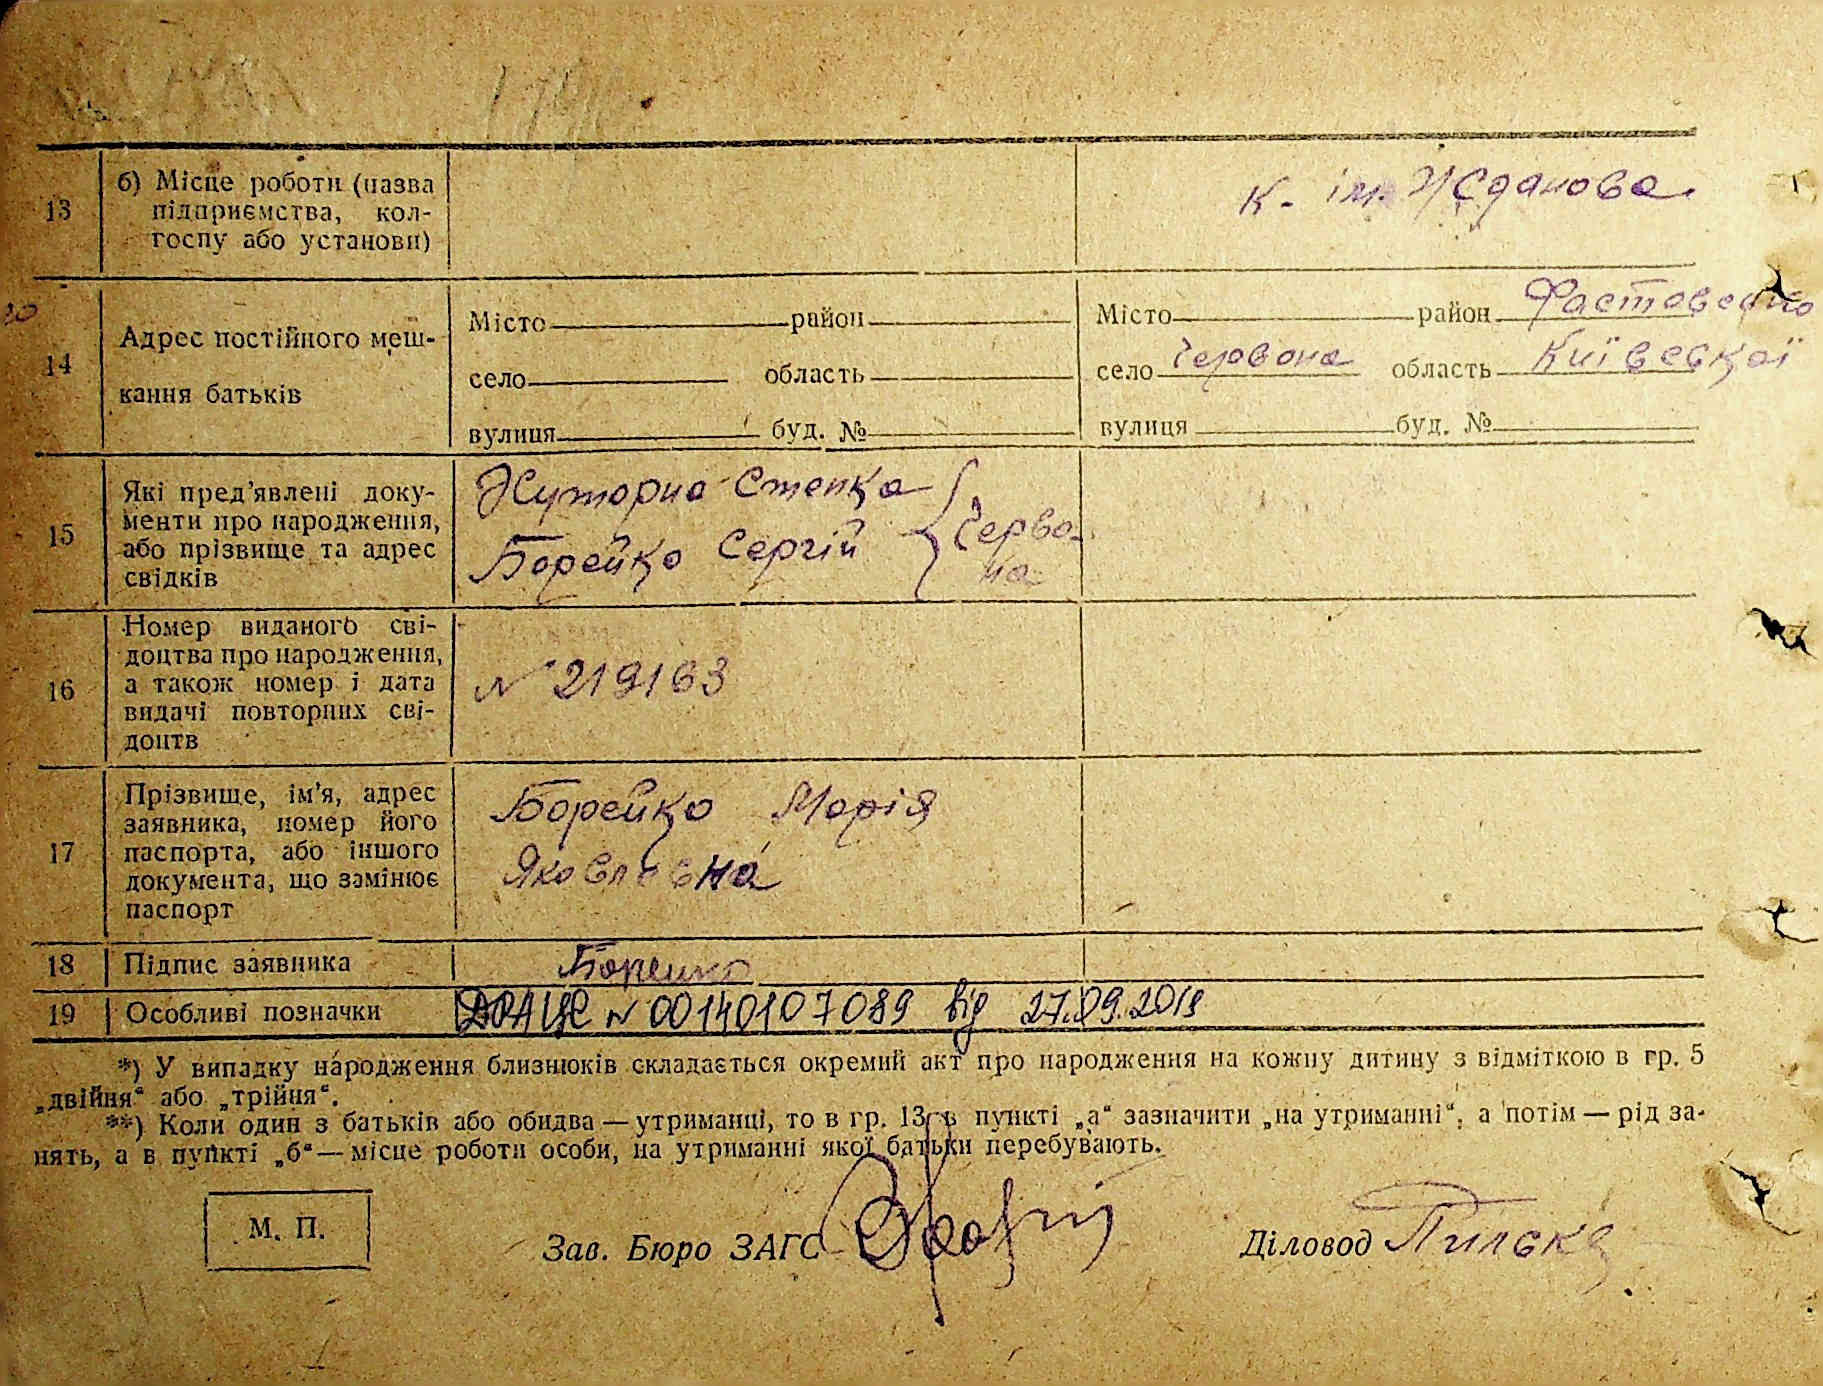 13 б) Місце роботи (назва підприємства, колгоспу або установи) К. ім. Жданова.
14 Адрес постійного меш-
кання батьків
Місто район Місто район Фастовського
село область село Червона область Київської
вулиця буд. № вулиця буд. №
15 Які пред'явлені доку-
менти про народження,
або прізвище та адрес
свідків
Хуторна Степка
Борейко Сергій
Черво-
на
16 Номер виданого сві-
доцтва про народження,
а також номер і дата
видачі повторних сві-
доцтв
N 219163
17 Прізвище, ім'я, адрес
заявника, номер його
паспорта, або іншого
документа, що замінює
паспорт
Борейко Марія
Яковлевна
18 Підпис заявника Борейко
19 Особливі позначки ДРАЦС N 00140107089 від 27.09.2019
*) У випадку народження близнюків складається окремий акт про народження на кожну дитину з відміткою в гр. 5
„двійня“ або „трійня“.
**) Коли один з батьків або обидва — утриманці, то в гр. 13 в пункті „а“ зазначити „на утриманні“, а потім — рід за-
нять, а в пункті „б“ — місце роботи особи, на утриманні якої батьки перебувають.
М. П.
Зав. Бюро ЗАГС
Діловод